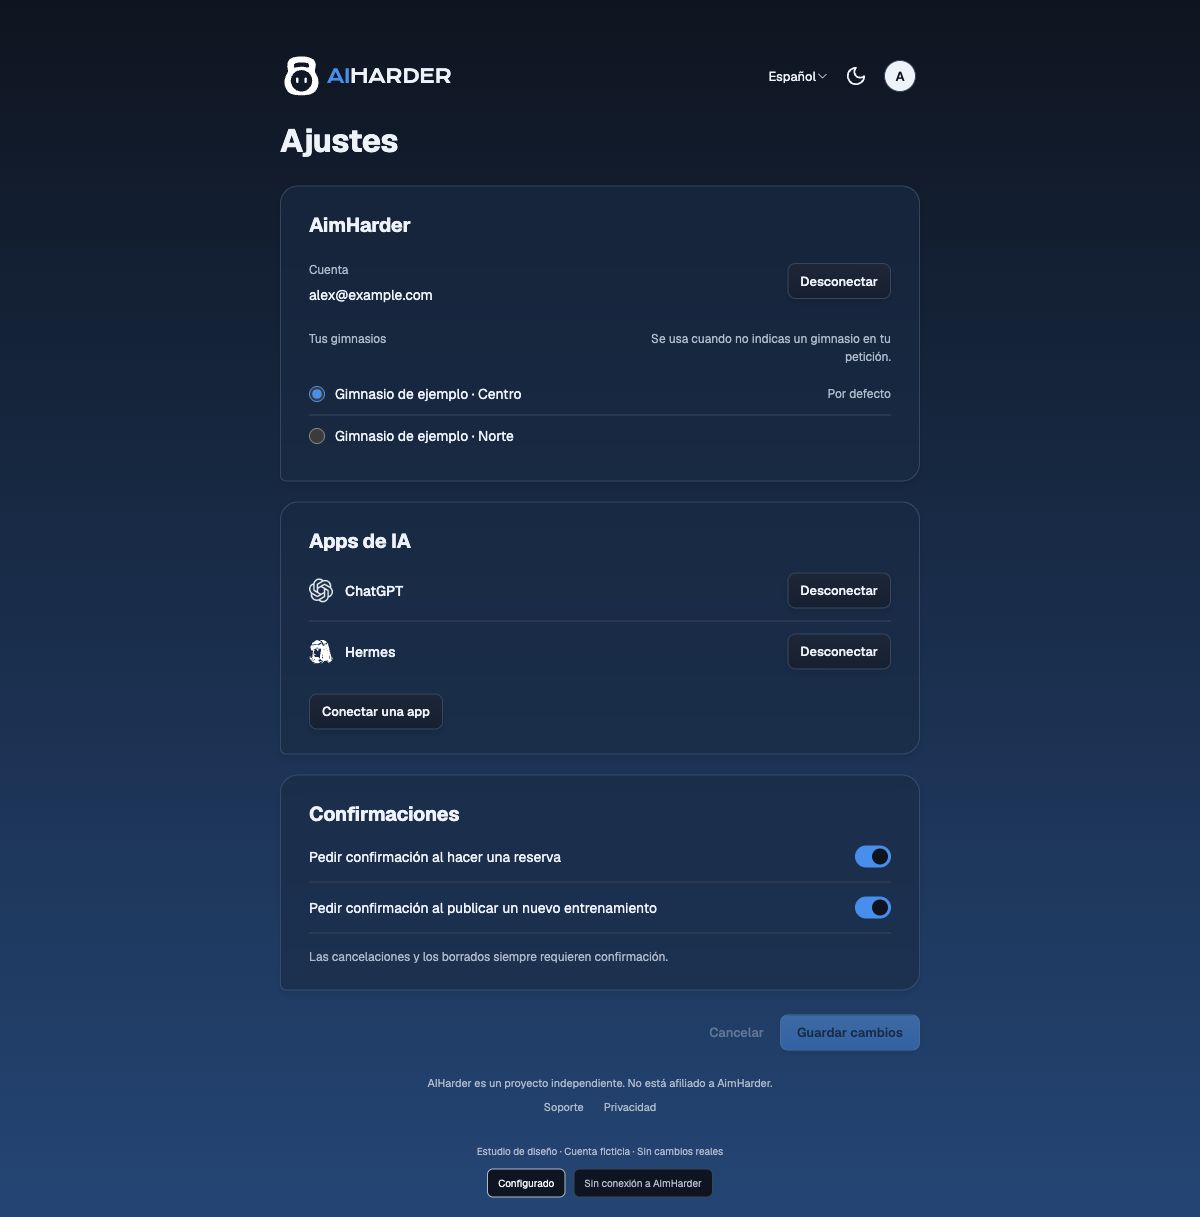 AIHARDER
Español
A
Ajustes
AimHarder
Cuenta
alex@example.com
Desconectar
Tus gimnasios
Se usa cuando no indicas un gimnasio en tu
petición.
Gimnasio de ejemplo · Centro
Por defecto
Gimnasio de ejemplo · Norte
Apps de IA
ChatGPT
Desconectar
Hermes
Desconectar
Conectar una app
Confirmaciones
Pedir confirmación al hacer una reserva
Pedir confirmación al publicar un nuevo entrenamiento
Las cancelaciones y los borrados siempre requieren confirmación.
Cancelar
Guardar cambios
AIHarder es un proyecto independiente. No está afiliado a AimHarder.
Soporte
Privacidad
Estudio de diseño · Cuenta ficticia · Sin cambios reales
Configurado
Sin conexión a AimHarder